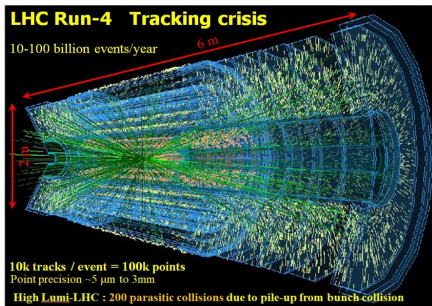 LHC Run-4 Tracking crisis
10-100 billion events/year
6 m
2 m
10k tracks / event = 100k points
Point precision ~5 μm to 3mm
High Lumi-LHC : 200 parasitic collisions due to pile-up from bunch collision